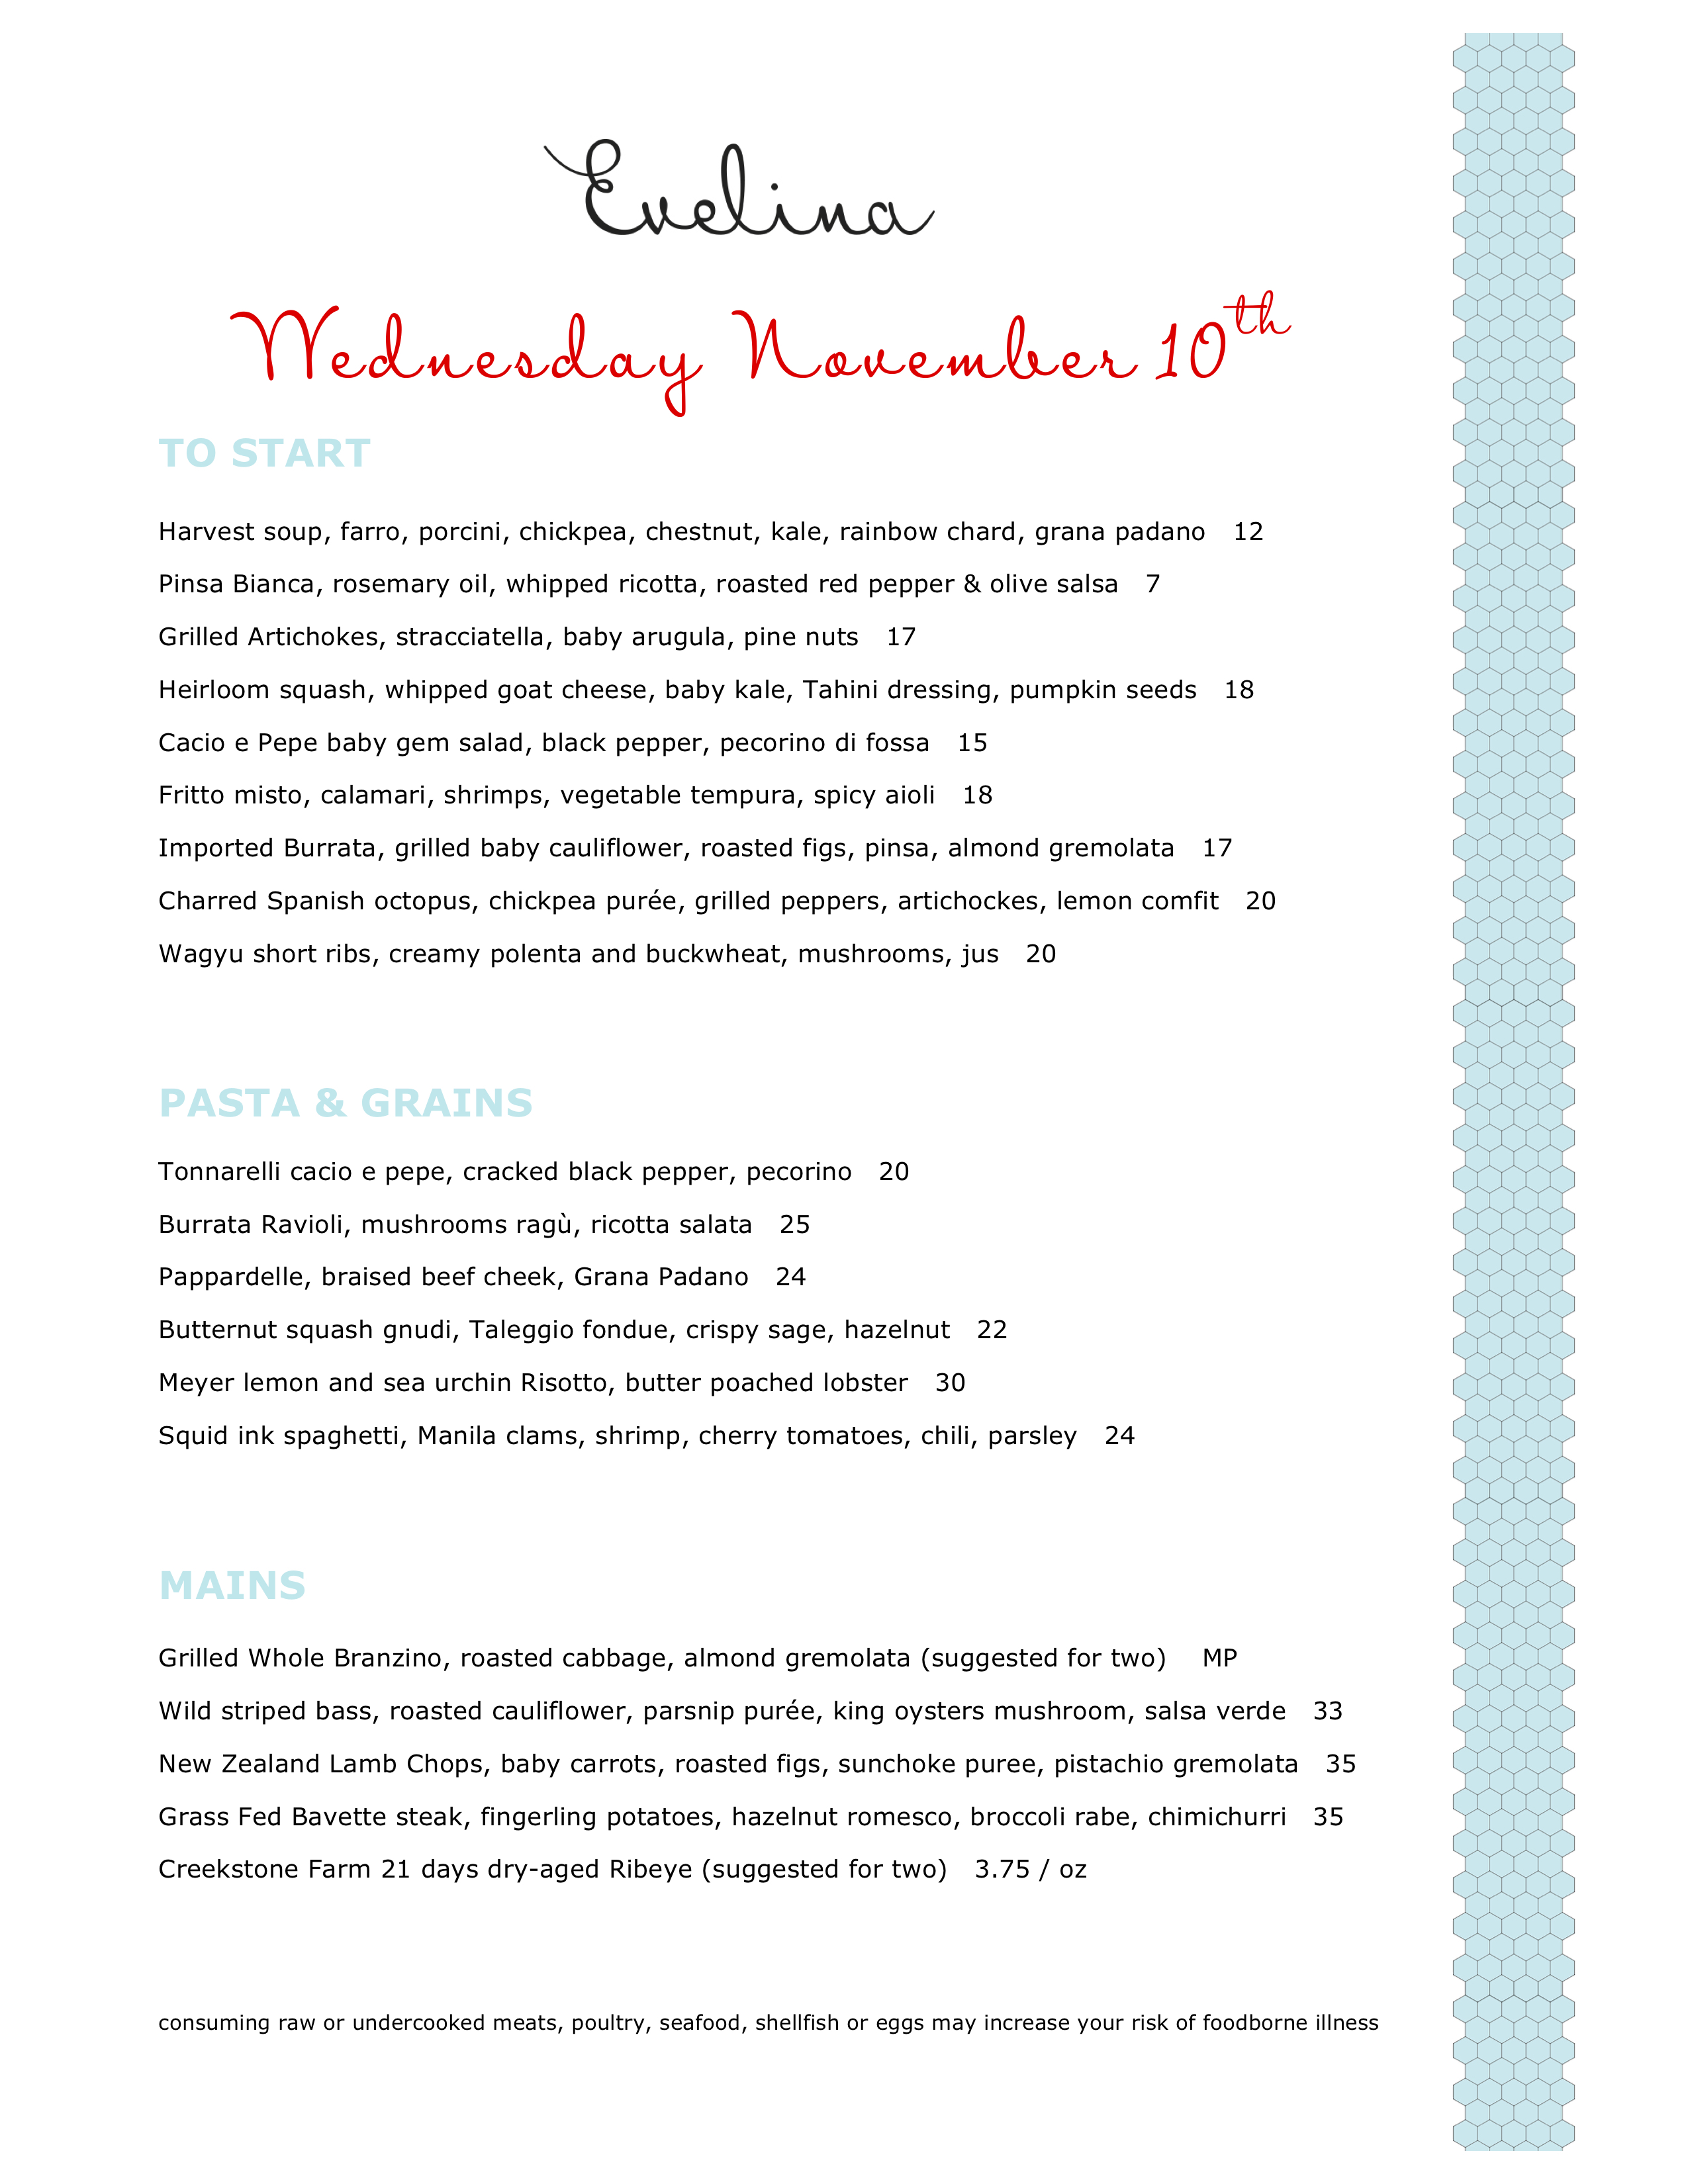 Evelina
Wednesday November 10th
TO START
Harvest soup, farro, porcini, chickpea, chestnut, kale, rainbow chard, grana padano 12
Pinsa Bianca, rosemary oil, whipped ricotta, roasted red pepper & olive salsa 7
Grilled Artichokes, stracciatella, baby arugula, pine nuts 17
Heirloom squash, whipped goat cheese, baby kale, Tahini dressing, pumpkin seeds 18
Cacio e Pepe baby gem salad, black pepper, pecorino di fossa 15
Fritto misto, calamari, shrimps, vegetable tempura, spicy aioli 18
Imported Burrata, grilled baby cauliflower, roasted figs, pinsa, almond gremolata 17
Charred Spanish octopus, chickpea purée, grilled peppers, artichockes, lemon comfit 20
Wagyu short ribs, creamy polenta and buckwheat, mushrooms, jus 20
PASTA & GRAINS
Tonnarelli cacio e pepe, cracked black pepper, pecorino 20
Burrata Ravioli, mushrooms ragù, ricotta salata 25
Pappardelle, braised beef cheek, Grana Padano 24
Butternut squash gnudi, Taleggio fondue, crispy sage, hazelnut 22
Meyer lemon and sea urchin Risotto, butter poached lobster 30
Squid ink spaghetti, Manila clams, shrimp, cherry tomatoes, chili, parsley 24
MAINS
Grilled Whole Branzino, roasted cabbage, almond gremolata (suggested for two) MP
Wild striped bass, roasted cauliflower, parsnip purée, king oysters mushroom, salsa verde 33
New Zealand Lamb Chops, baby carrots, roasted figs, sunchoke puree, pistachio gremolata 35
Grass Fed Bavette steak, fingerling potatoes, hazelnut romesco, broccoli rabe, chimichurri 35
Creekstone Farm 21 days dry-aged Ribeye (suggested for two) 3.75 / oz
consuming raw or undercooked meats, poultry, seafood, shellfish or eggs may increase your risk of foodborne illness